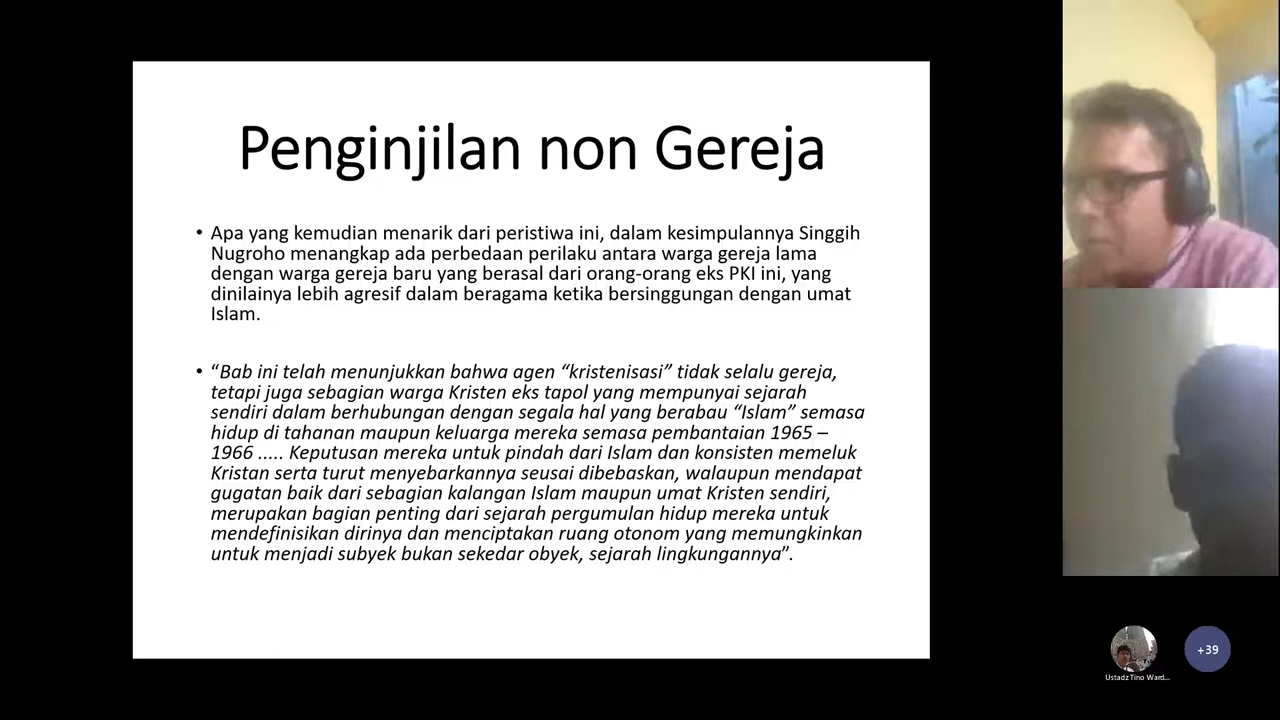 Penginjilan non Gereja
• Apa yang kemudian menarik dari peristiwa ini, dalam kesimpulannya Singgih
Nugroho menangkap ada perbedaan perilaku antara warga gereja lama
dengan warga gereja baru yang berasal dari orang-orang eks PKI ini, yang
dinilainya lebih agresif dalam beragama ketika bersinggungan dengan umat
Islam.
• “Bab ini telah menunjukkan bahwa agen “kristenisasi” tidak selalu gereja,
tetapi juga sebagian warga Kristen eks tapol yang mempunyai sejarah
sendiri dalam berhubungan dengan segala hal yang berabau “Islam” semasa
hidup di tahanan maupun keluarga mereka semasa pembantaian 1965 –
1966 ..... Keputusan mereka untuk pindah dari Islam dan konsisten memeluk
Kristan serta turut menyebarkannya seusai dibebaskan, walaupun mendapat
gugatan baik dari sebagian kalangan Islam maupun umat Kristen sendiri,
merupakan bagian penting dari sejarah pergumulan hidup mereka untuk
mendefinisikan dirinya dan menciptakan ruang otonom yang memungkinkan
untuk menjadi subyek bukan sekedar obyek, sejarah lingkungannya”.
Ustadz Tino Ward...
+39